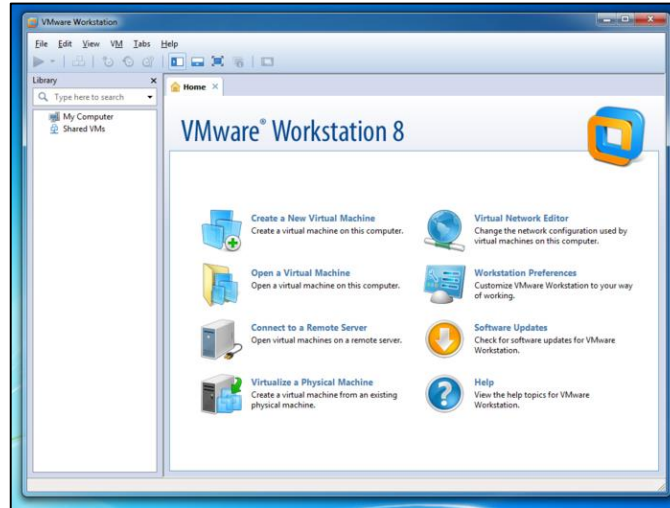 VMware Workstation
File Edit View VM Tabs Help
Library
Type here to search
My Computer
Shared VMs
Home
VMware® Workstation 8
Create a New Virtual Machine
Create a virtual machine on this computer.
Open a Virtual Machine
Open a virtual machine on this computer.
Connect to a Remote Server
Open virtual machines on a remote server.
Virtualize a Physical Machine
Create a virtual machine from an existing
physical machine.
Virtual Network Editor
Change the network configuration used by
virtual machines on this computer.
Workstation Preferences
Customize VMware Workstation to your way
of working.
Software Updates
Check for software updates for VMware
Workstation.
Help
View the help topics for VMware
Workstation.